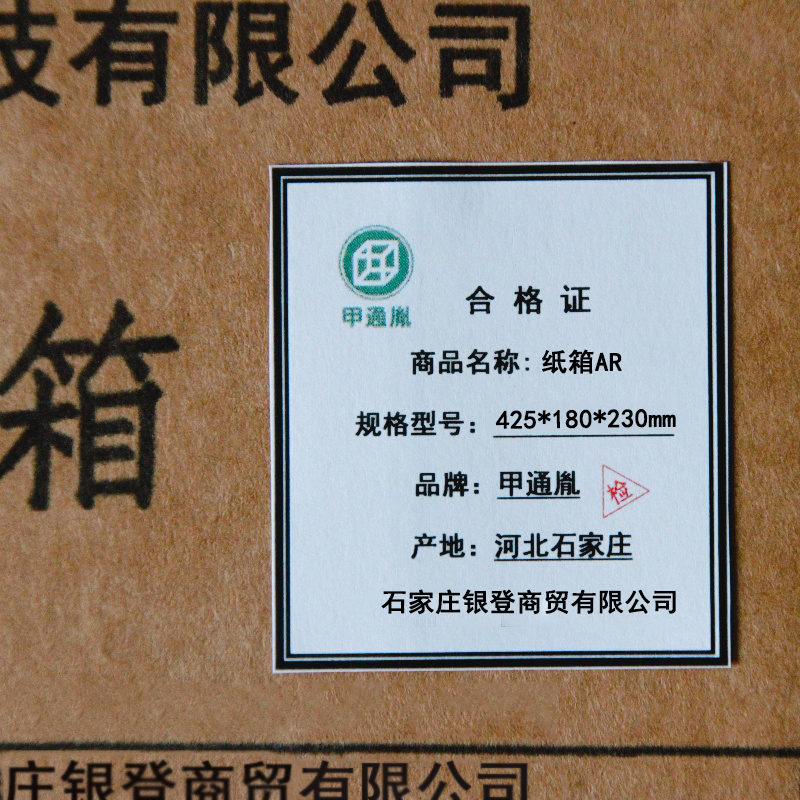 技有限公司
箱
甲通胤
合格证
商品名称: 纸箱AR
规格型号: 425*180*230mm
品牌: 甲通胤
检
产地: 河北石家庄
石家庄银登商贸有限公司
庄银登商贸有限公司